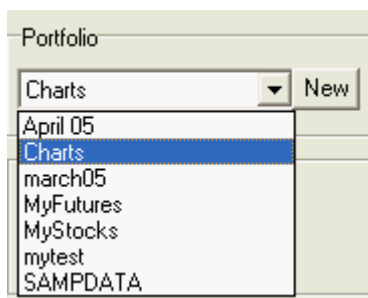 Portfolio
Charts New
April 05
Charts
march05
MyFutures
MyStocks
mytest
SAMPDATA